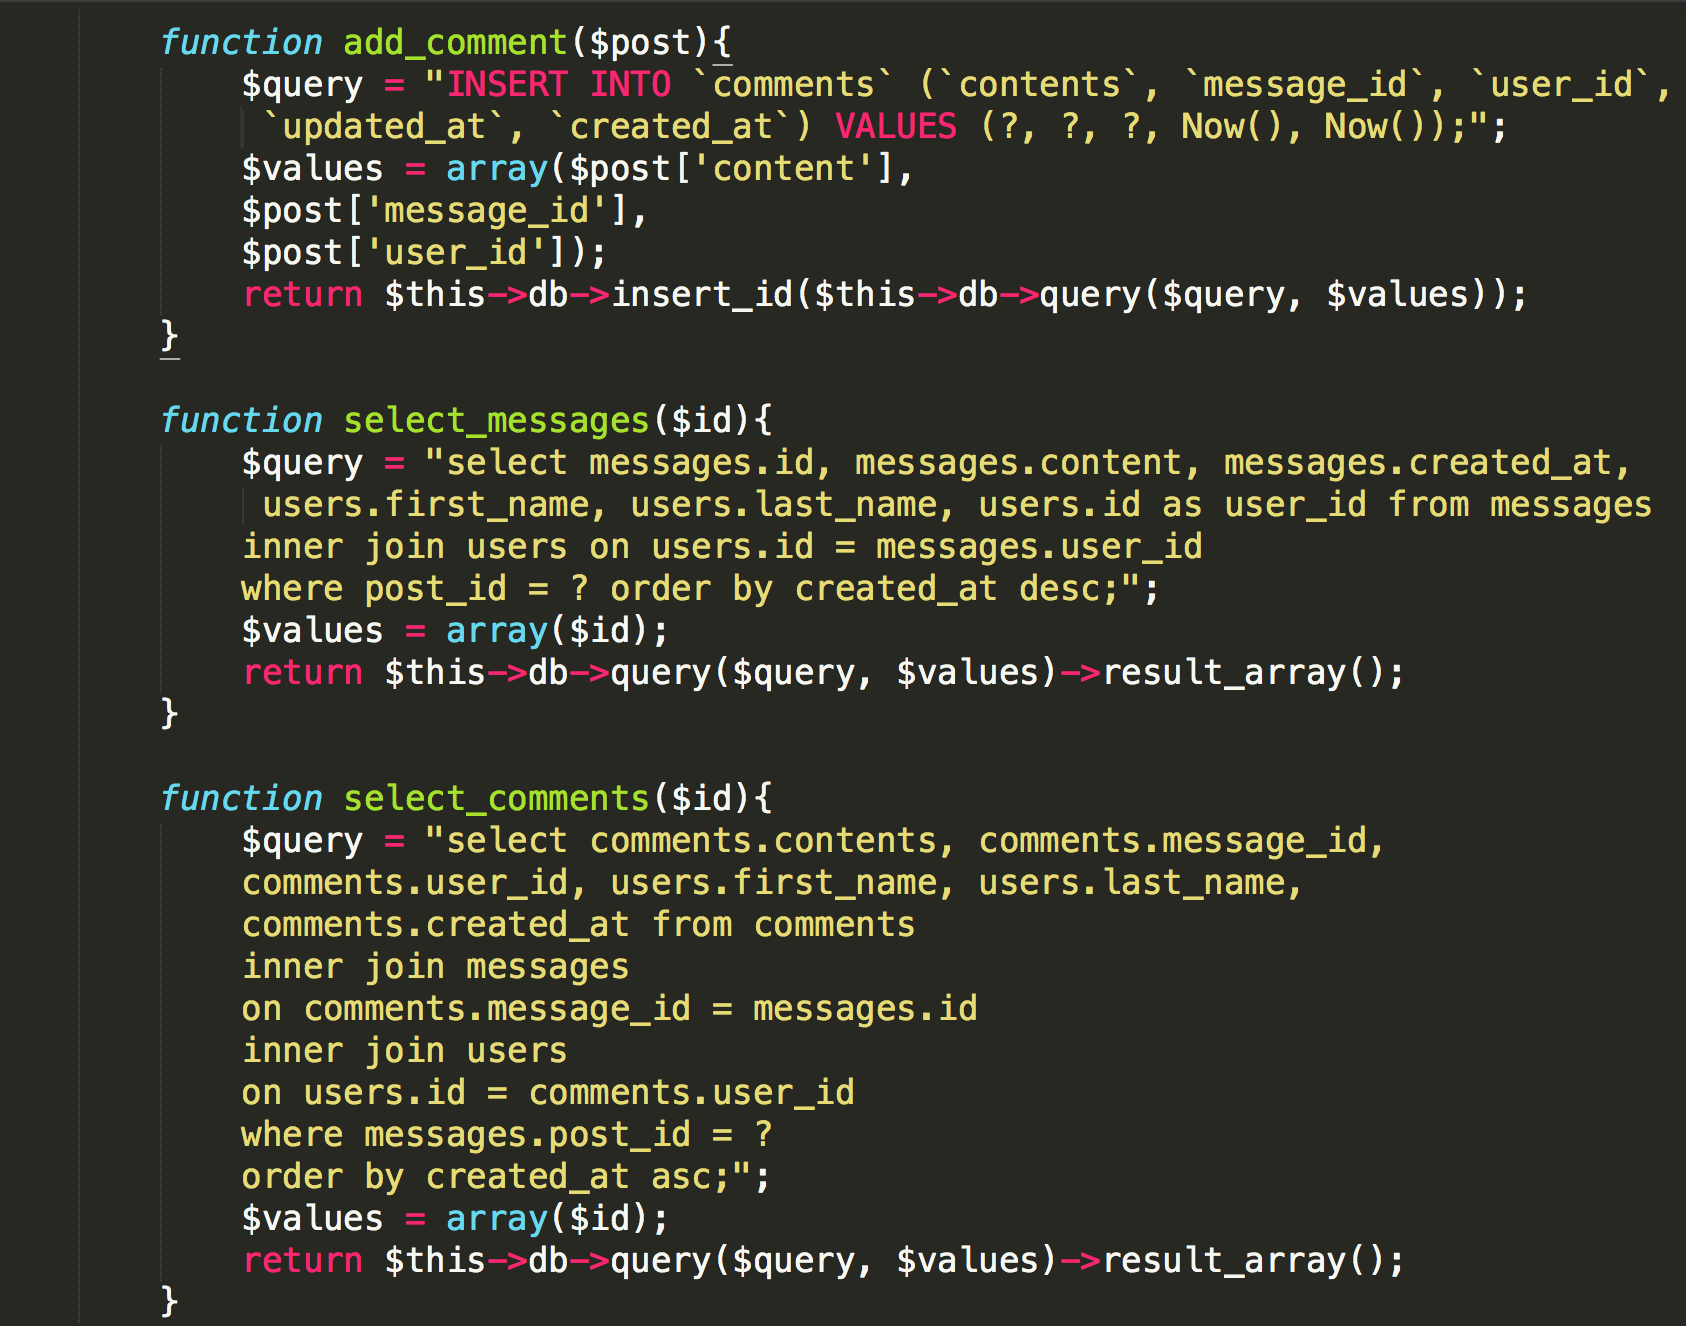 function add_comment($post){
$query = "INSERT INTO `comments` (`contents`, `message_id`, `user_id`,
`updated_at`, `created_at`) VALUES (?, ?, ?, Now(), Now());";
$values = array($post['content'],
$post['message_id'],
$post['user_id']);
return $this->db->insert_id($this->db->query($query, $values));
}
function select_messages($id){
$query = "select messages.id, messages.content, messages.created_at,
users.first_name, users.last_name, users.id as user_id from messages
inner join users on users.id = messages.user_id
where post_id = ? order by created_at desc;";
$values = array($id);
return $this->db->query($query, $values)->result_array();
}
function select_comments($id){
$query = "select comments.contents, comments.message_id,
comments.user_id, users.first_name, users.last_name,
comments.created_at from comments
inner join messages
on comments.message_id = messages.id
inner join users
on users.id = comments.user_id
where messages.post_id = ?
order by created_at asc;";
$values = array($id);
return $this->db->query($query, $values)->result_array();
}